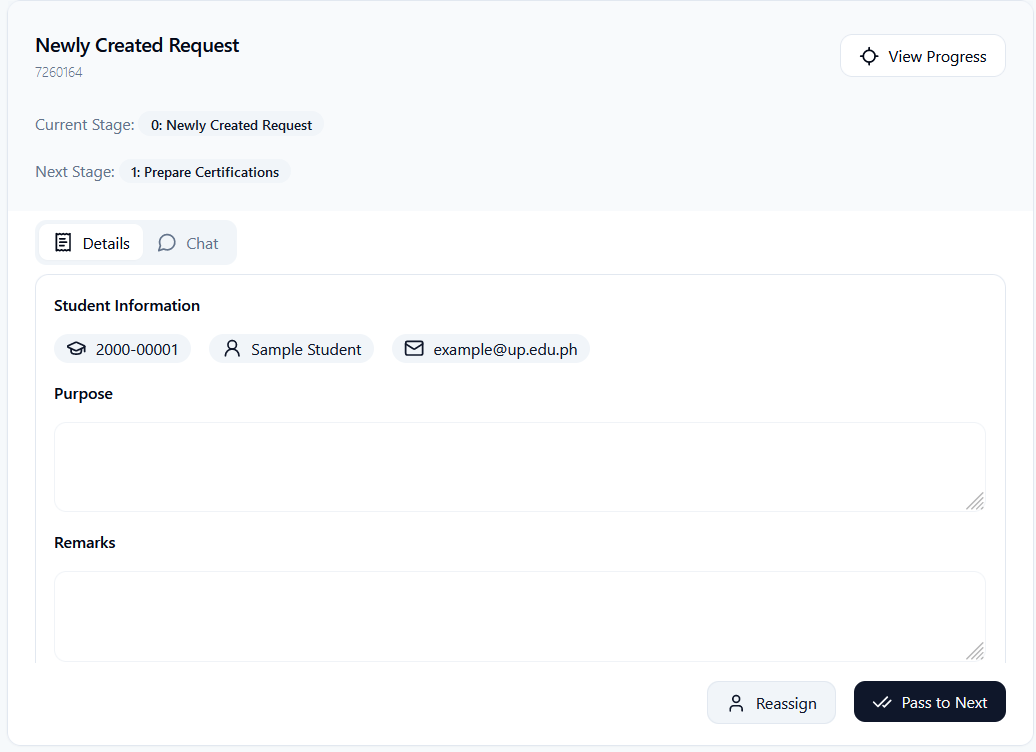 Newly Created Request
7260164
View Progress
Current Stage: 0: Newly Created Request
Next Stage: 1: Prepare Certifications
Details
Chat
Student Information
2000-00001
Sample Student
example@up.edu.ph
Purpose
Remarks
Reassign
Pass to Next